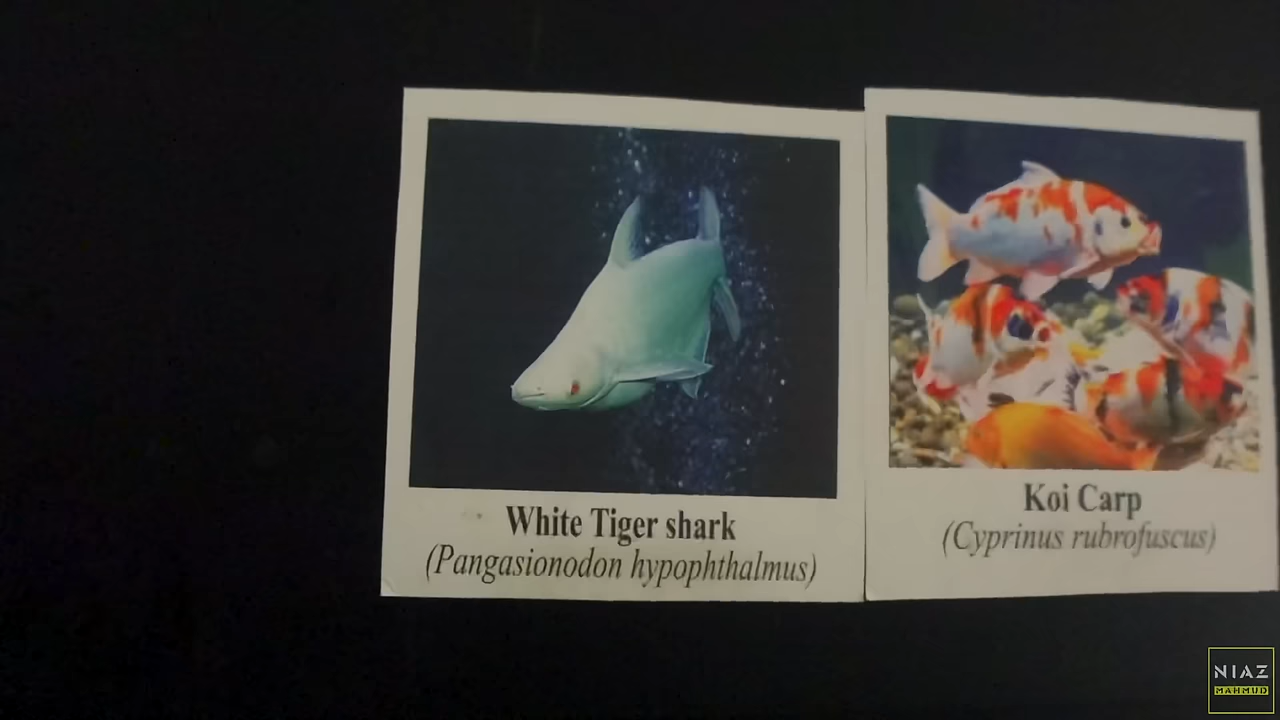 White Tiger shark
(Pangasionodon hypophthalmus)
Koi Carp
(Cyprinus rubrofuscus)
NIAZ
MAHMUD